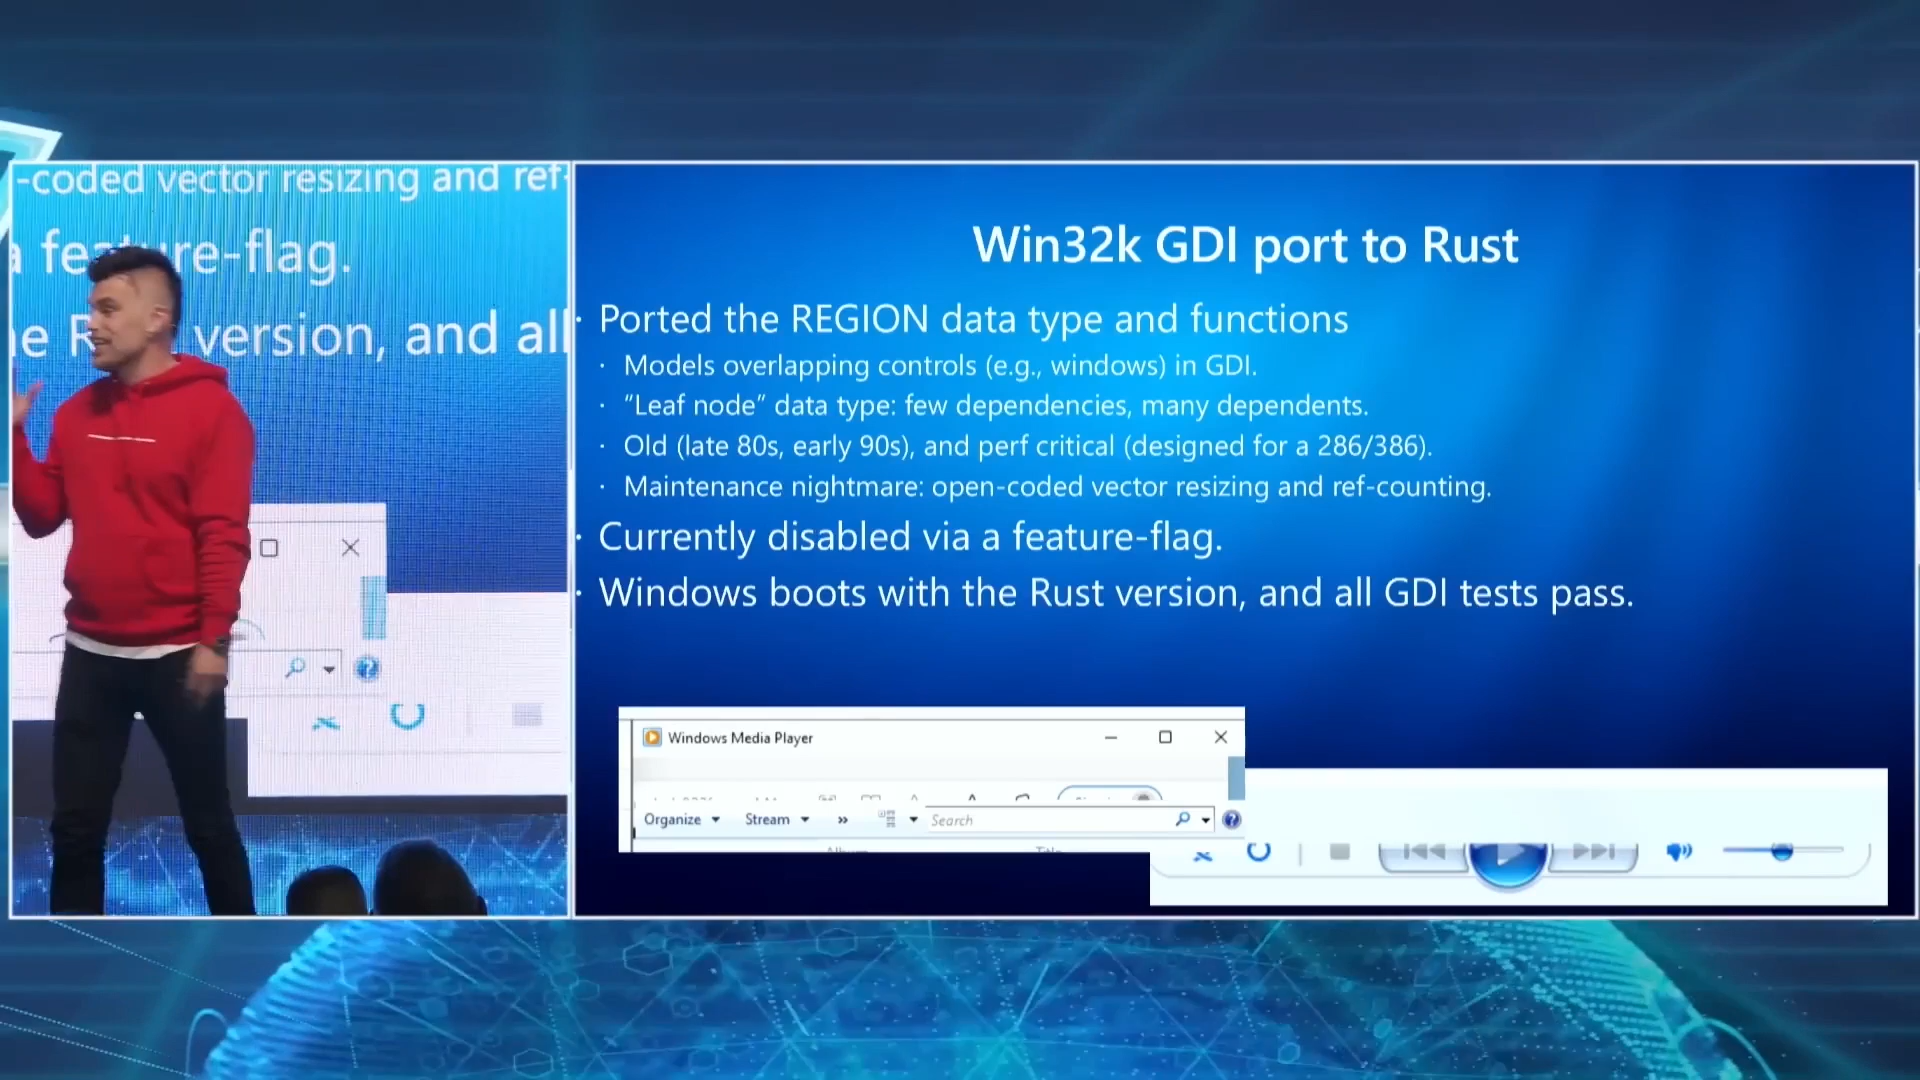 -coded vector resizing and ref-
a feature-flag.
version, and all
Win32k GDI port to Rust
· Ported the REGION data type and functions
· Models overlapping controls (e.g., windows) in GDI.
· “Leaf node” data type: few dependencies, many dependents.
· Old (late 80s, early 90s), and perf critical (designed for a 286/386).
· Maintenance nightmare: open-coded vector resizing and ref-counting.
· Currently disabled via a feature-flag.
· Windows boots with the Rust version, and all GDI tests pass.
Windows Media Player
Organize Stream » Search